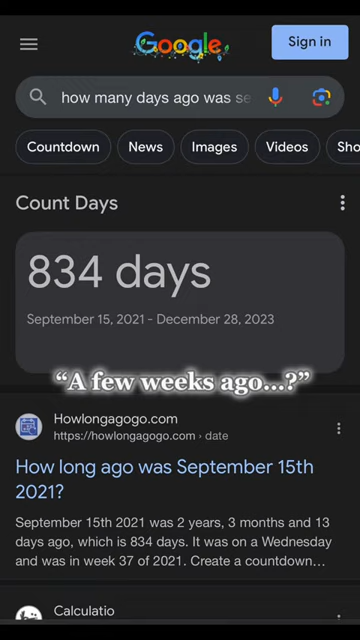 Google
Sign in
how many days ago was se
Countdown
News
Images
Videos
Sho
Count Days
834 days
September 15, 2021 - December 28, 2023
“A few weeks ago...?”
Howlongagogo.com
https://howlongagogo.com › date
How long ago was September 15th
2021?
September 15th 2021 was 2 years, 3 months and 13
days ago, which is 834 days. It was on a Wednesday
and was in week 37 of 2021. Create a countdown...
Calculatio